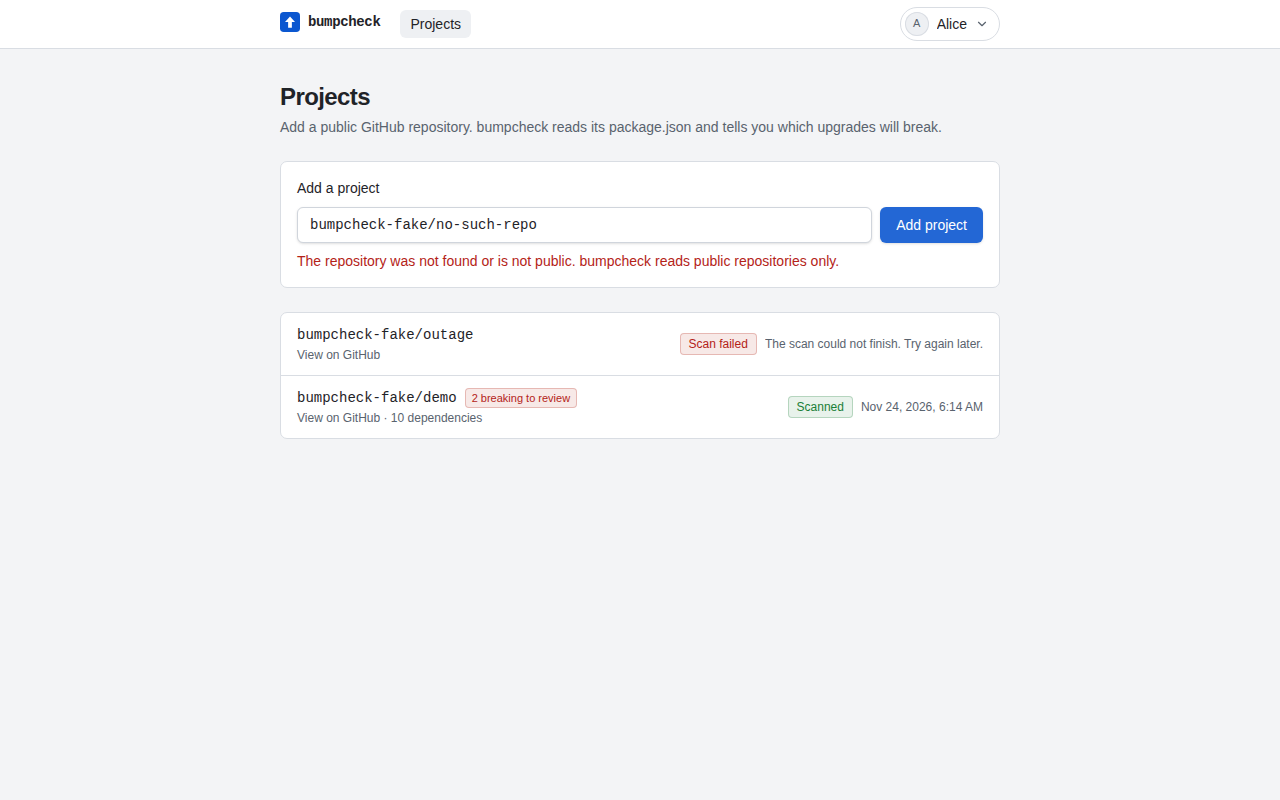 bumpcheck Projects A Alice
Projects
Add a public GitHub repository. bumpcheck reads its package.json and tells you which upgrades will break.
Add a project
bumpcheck-fake/no-such-repo Add project
The repository was not found or is not public. bumpcheck reads public repositories only.
bumpcheck-fake/outage
View on GitHub
Scan failed The scan could not finish. Try again later.
bumpcheck-fake/demo 2 breaking to review
View on GitHub · 10 dependencies
Scanned Nov 24, 2026, 6:14 AM